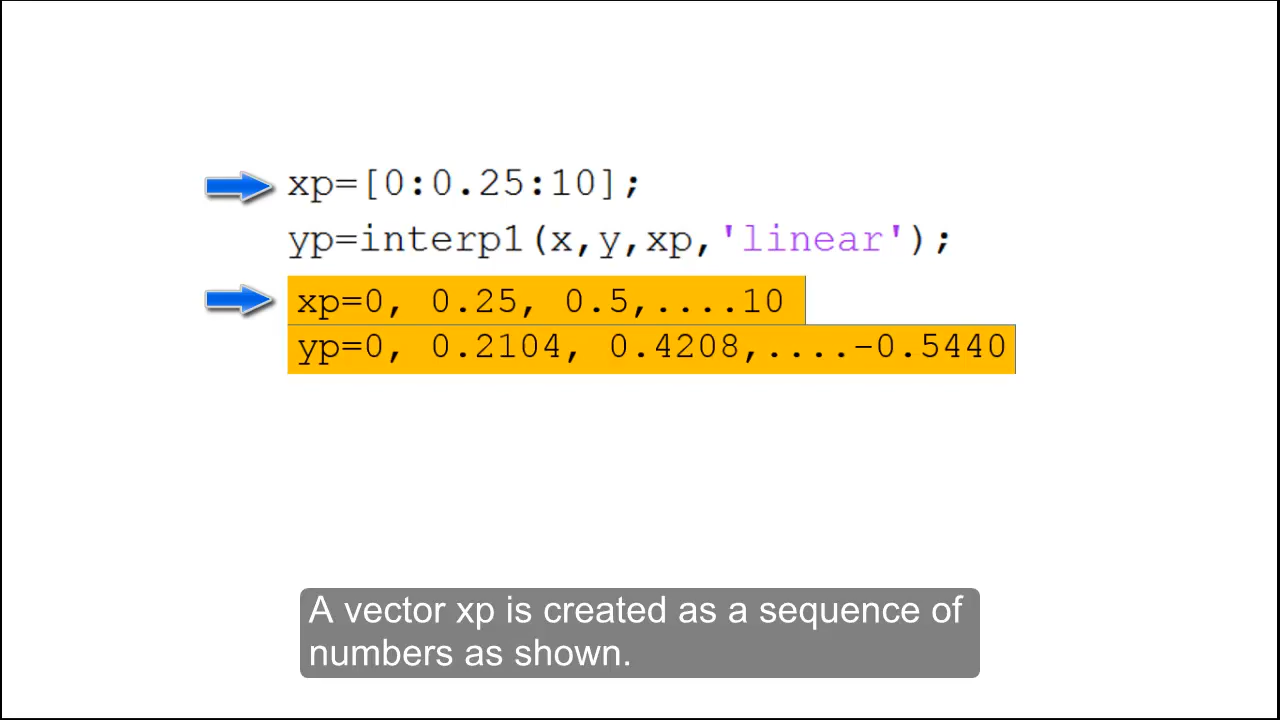 xp=[0:0.25:10];
yp=interp1(x,y,xp,'linear');
xp=0, 0.25, 0.5,....10
yp=0, 0.2104, 0.4208,....-0.5440
A vector xp is created as a sequence of
numbers as shown.